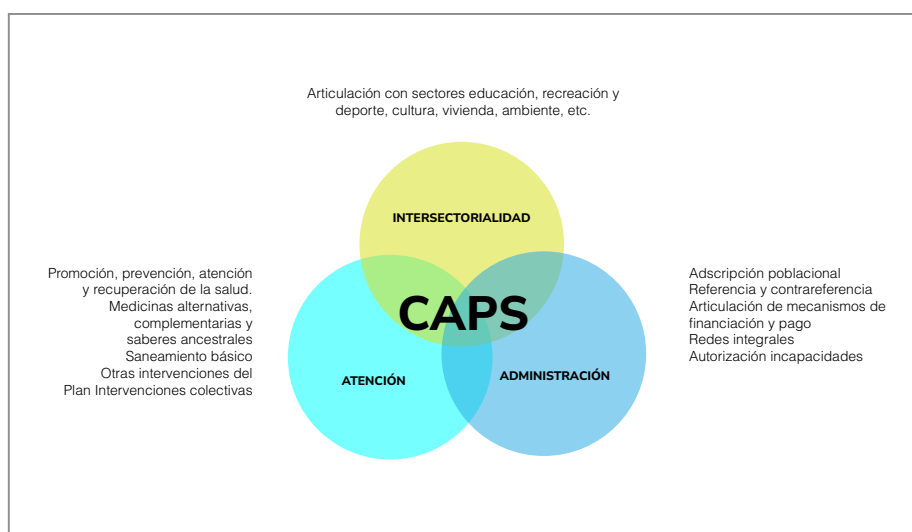 Articulación con sectores educación, recreación y
deporte, cultura, vivienda, ambiente, etc.
INTERSECTORIALIDAD
Promoción, prevención, atención
y recuperación de la salud.
Medicinas alternativas,
complementarias y
saberes ancestrales
Saneamiento básico
Otras intervenciones del
Plan Intervenciones colectivas
CAPS
ATENCIÓN
ADMINISTRACIÓN
Adscripción poblacional
Referencia y contrareferencia
Articulación de mecanismos de
financiación y pago
Redes integrales
Autorización incapacidades